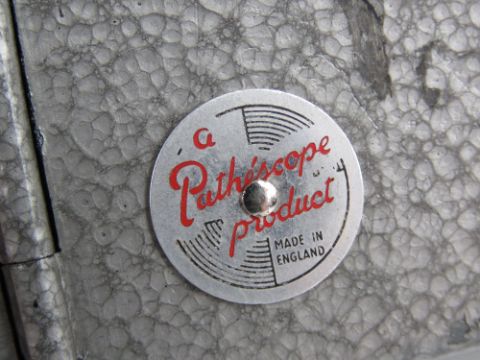 a
Pathéscope
product
MADE IN
ENGLAND